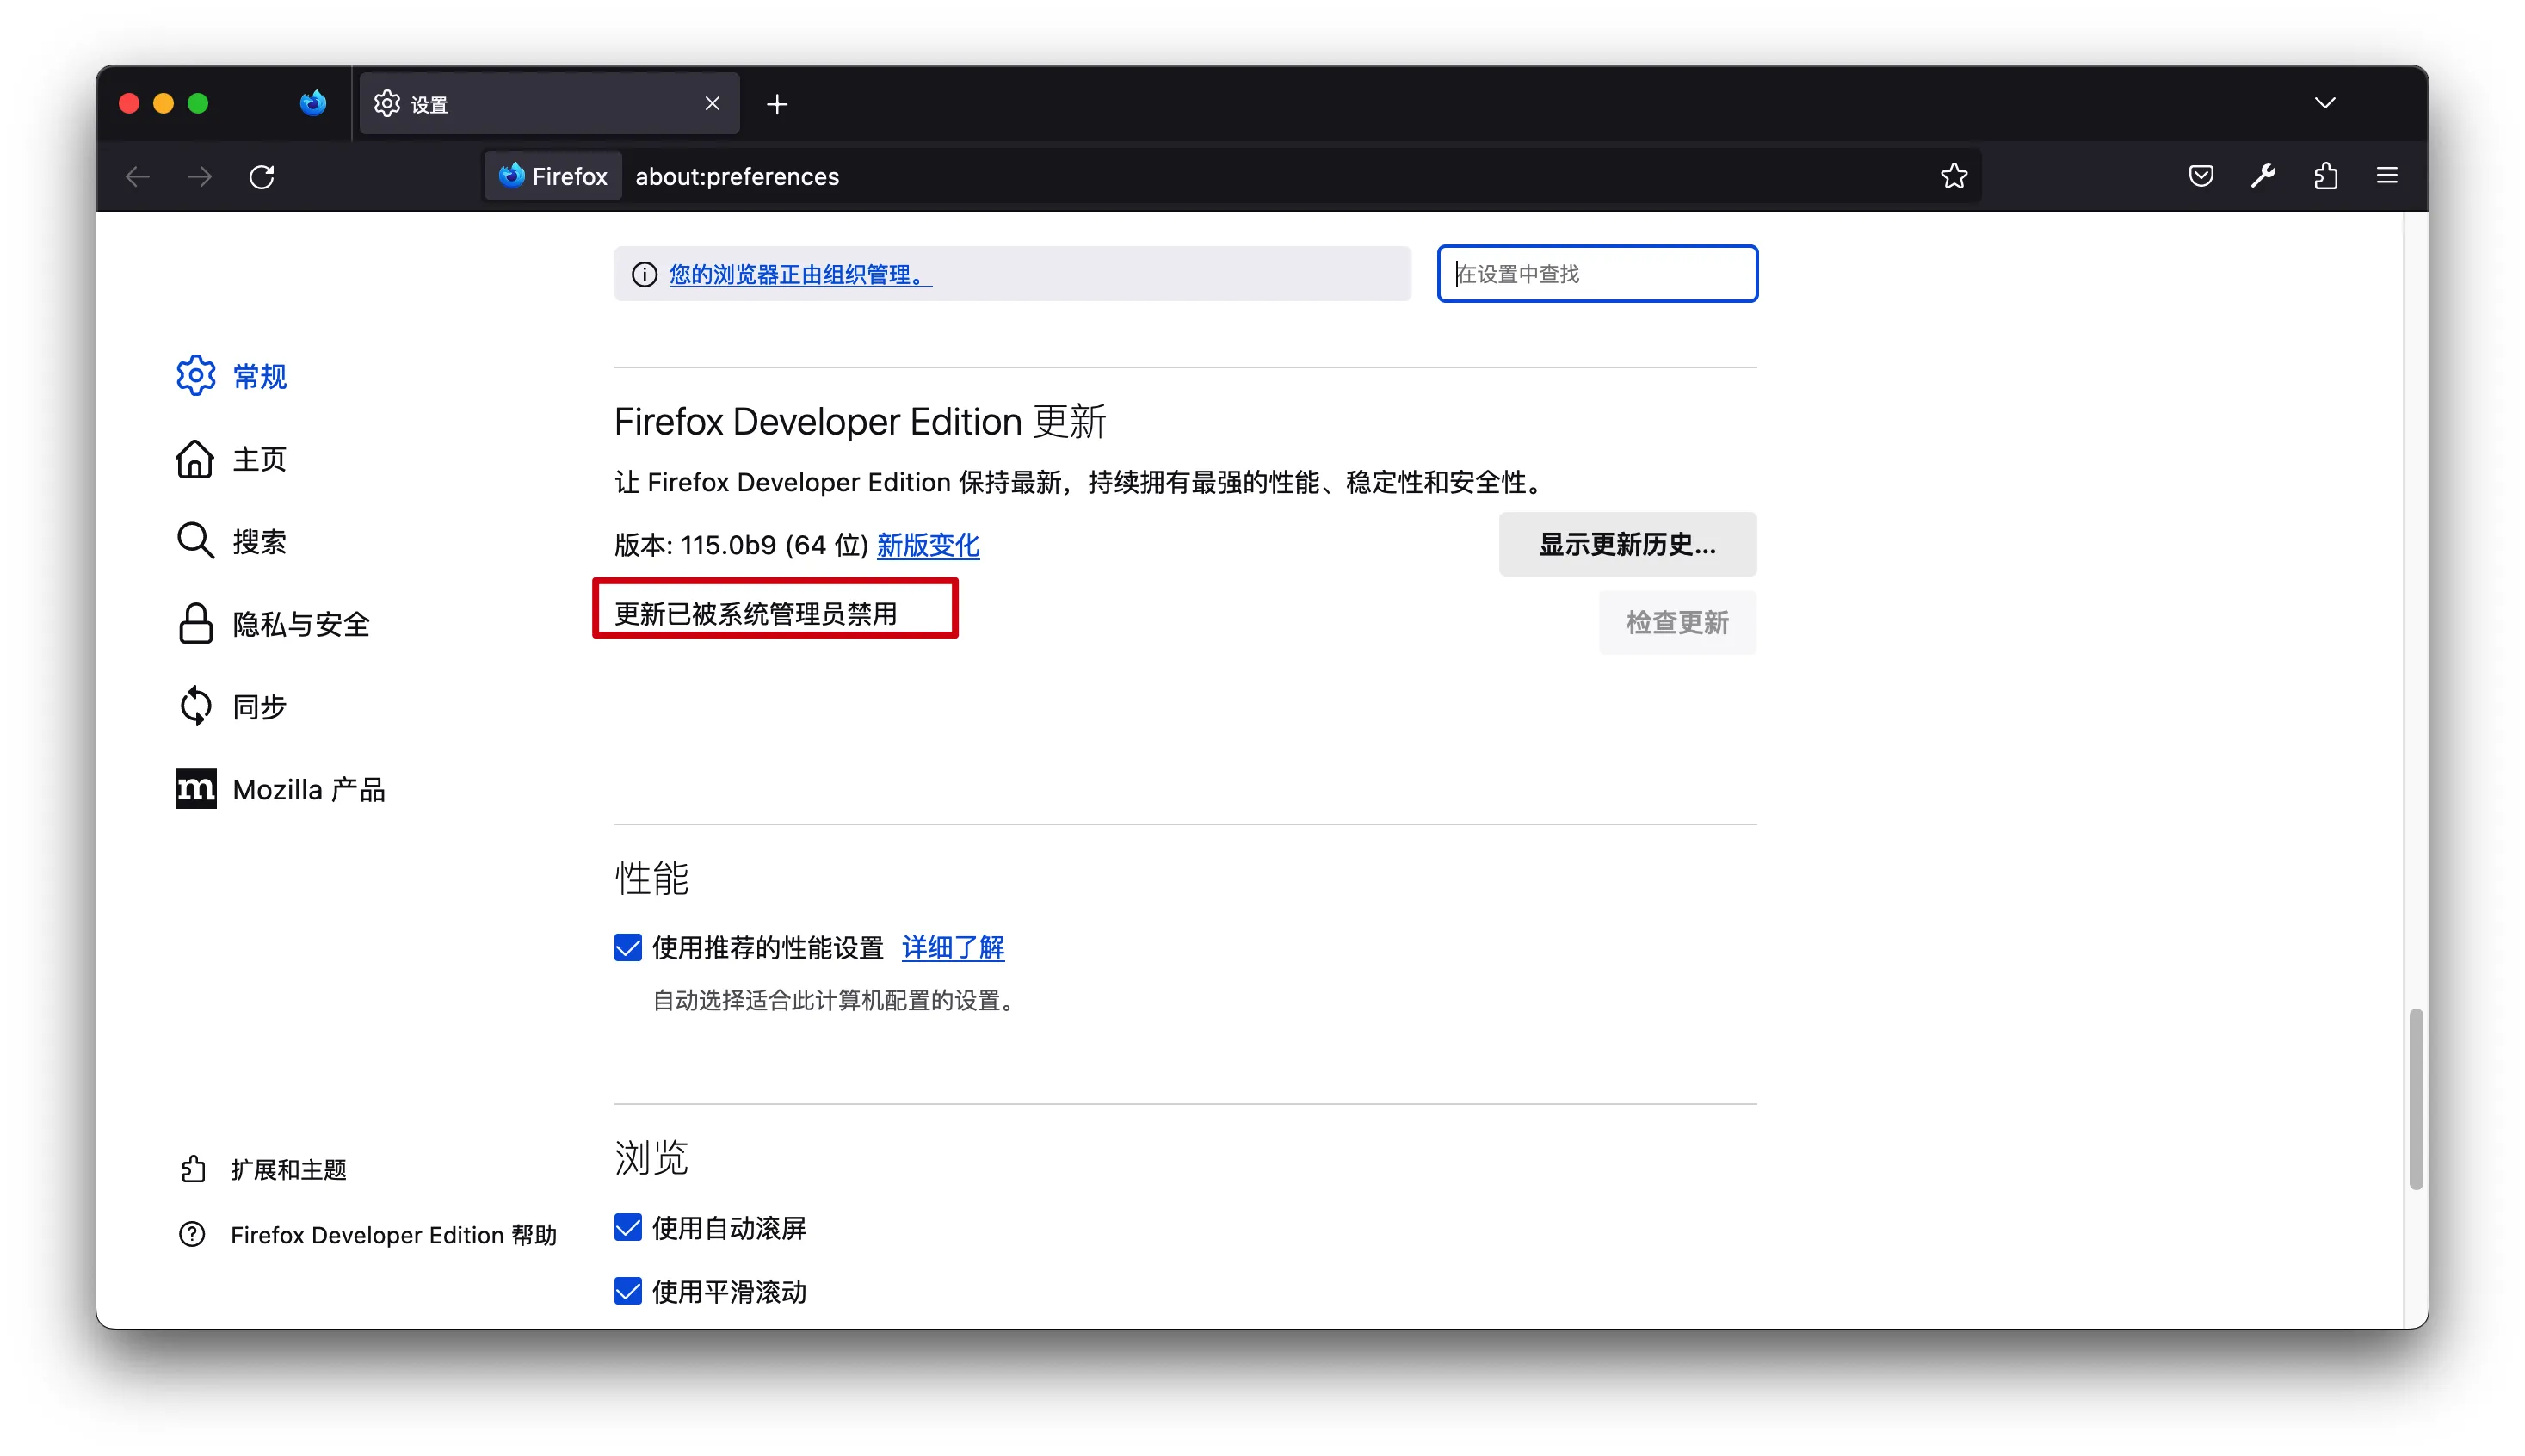 设置
Firefox about:preferences
您的浏览器正由组织管理。
在设置中查找
常规
主页
搜索
隐私与安全
同步
m Mozilla 产品
扩展和主题
Firefox Developer Edition 帮助
Firefox Developer Edition 更新
让 Firefox Developer Edition 保持最新，持续拥有最强的性能、稳定性和安全性。
版本: 115.0b9 (64 位) 新版变化
显示更新历史...
更新已被系统管理员禁用
检查更新
性能
使用推荐的性能设置 详细了解
自动选择适合此计算机配置的设置。
浏览
使用自动滚屏
使用平滑滚动